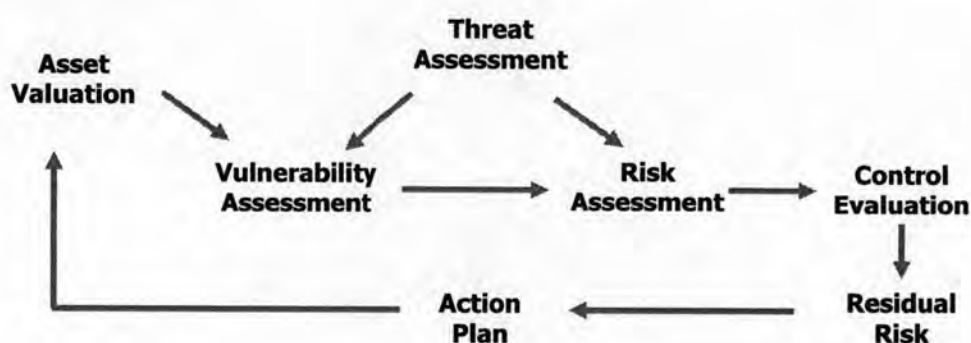 Threat
Assessment
Asset
Valuation
Vulnerability
Assessment
Risk
Assessment
Control
Evaluation
Action
Plan
Residual
Risk